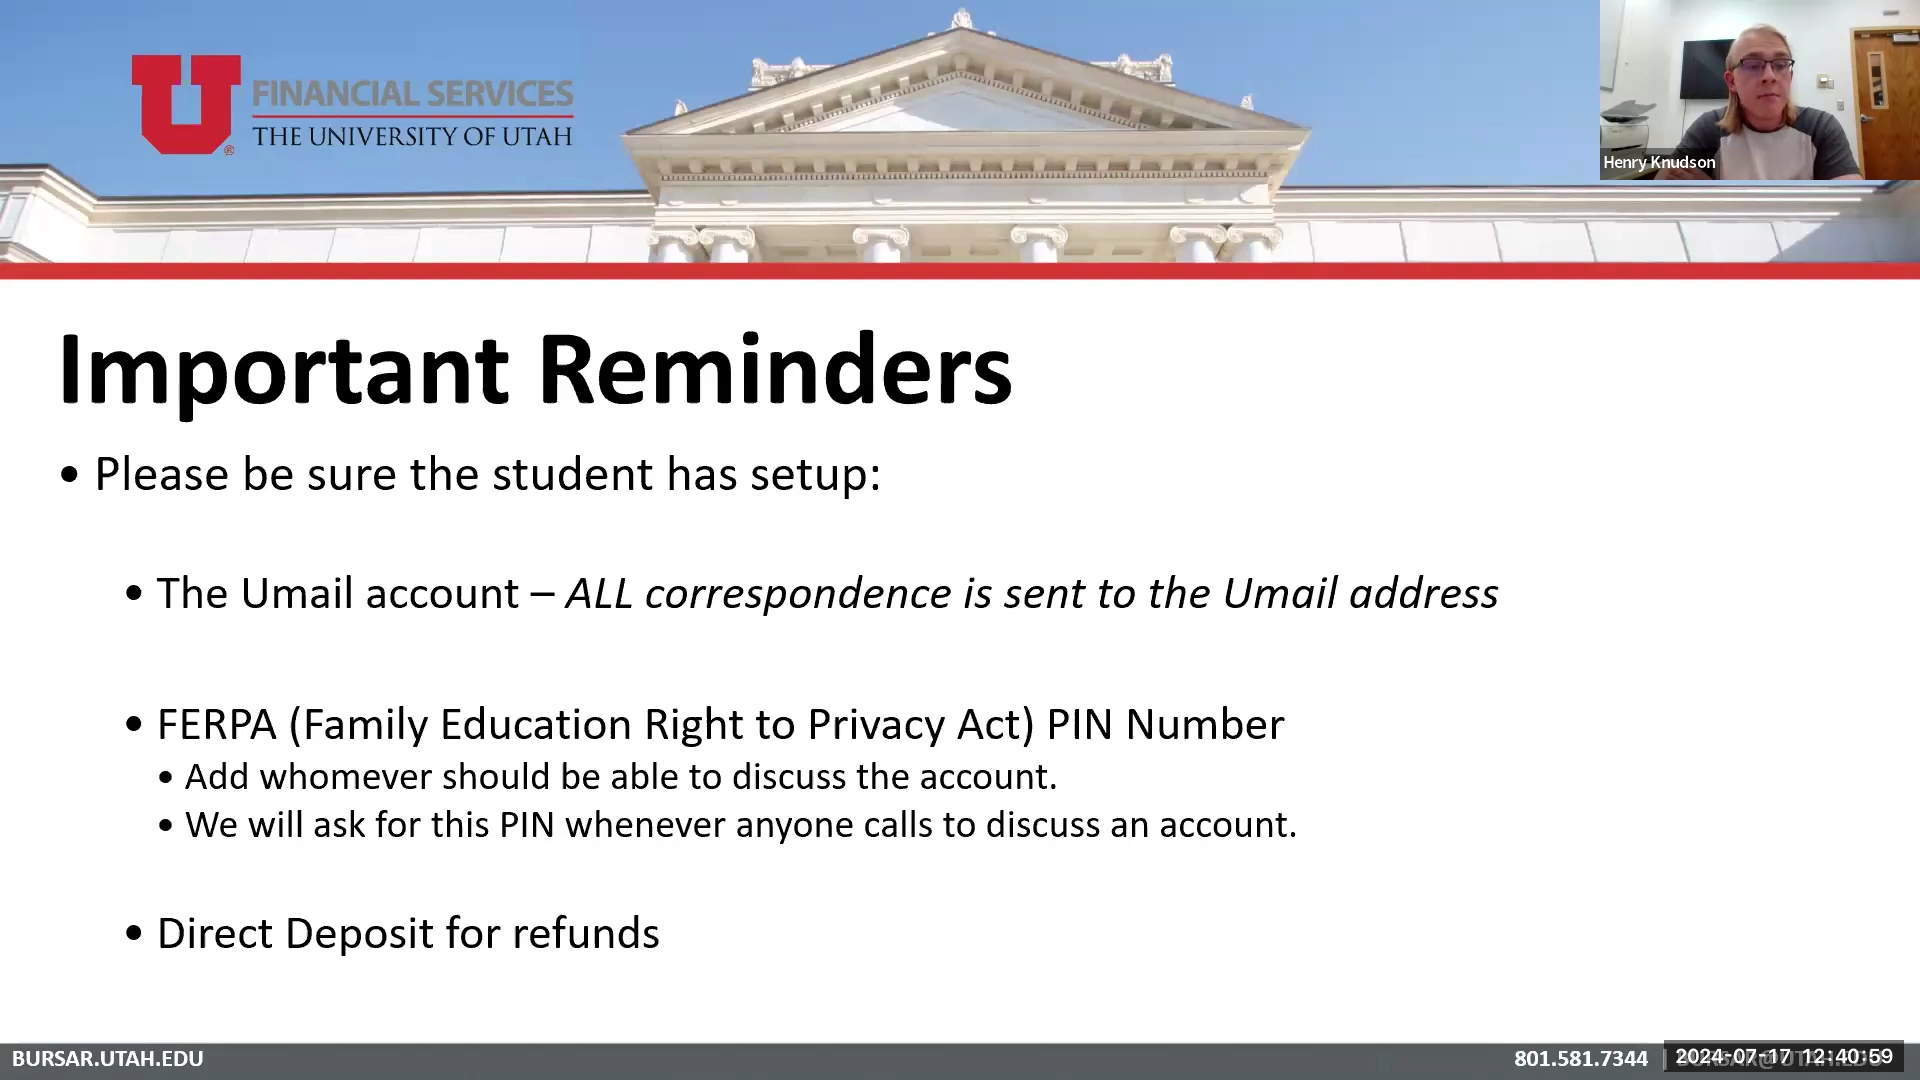 U
FINANCIAL SERVICES
THE UNIVERSITY OF UTAH
®
Henry Knudson
Important Reminders
• Please be sure the student has setup:
• The Umail account – ALL correspondence is sent to the Umail address
• FERPA (Family Education Right to Privacy Act) PIN Number
• Add whomever should be able to discuss the account.
• We will ask for this PIN whenever anyone calls to discuss an account.
• Direct Deposit for refunds
BURSAR.UTAH.EDU
801.581.7344 |
2024-07-17 12:40:59